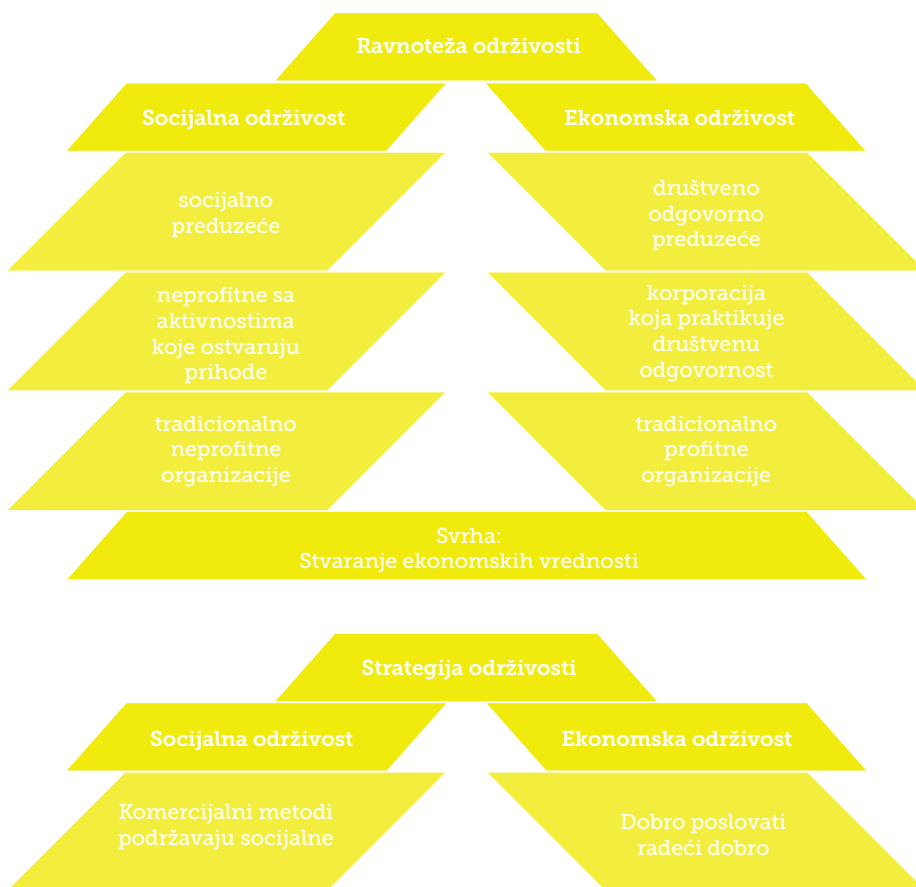 Ravnoteža održivosti
Socijalna održivost
Ekonomska održivost
socijalno
preduzeće
društveno
odgovorno
preduzeće
neprofitne sa
aktivnostima
koje ostvaruju
prihode
korporacija
koja praktikuje
društvenu
odgovornost
tradicionalno
neprofitne
organizacije
tradicionalno
profitne
organizacije
Svrha:
Stvaranje ekonomskih vrednosti
Strategija održivosti
Socijalna održivost
Ekonomska održivost
Komercijalni metodi
podržavaju socijalne
Dobro poslovati
radeći dobro